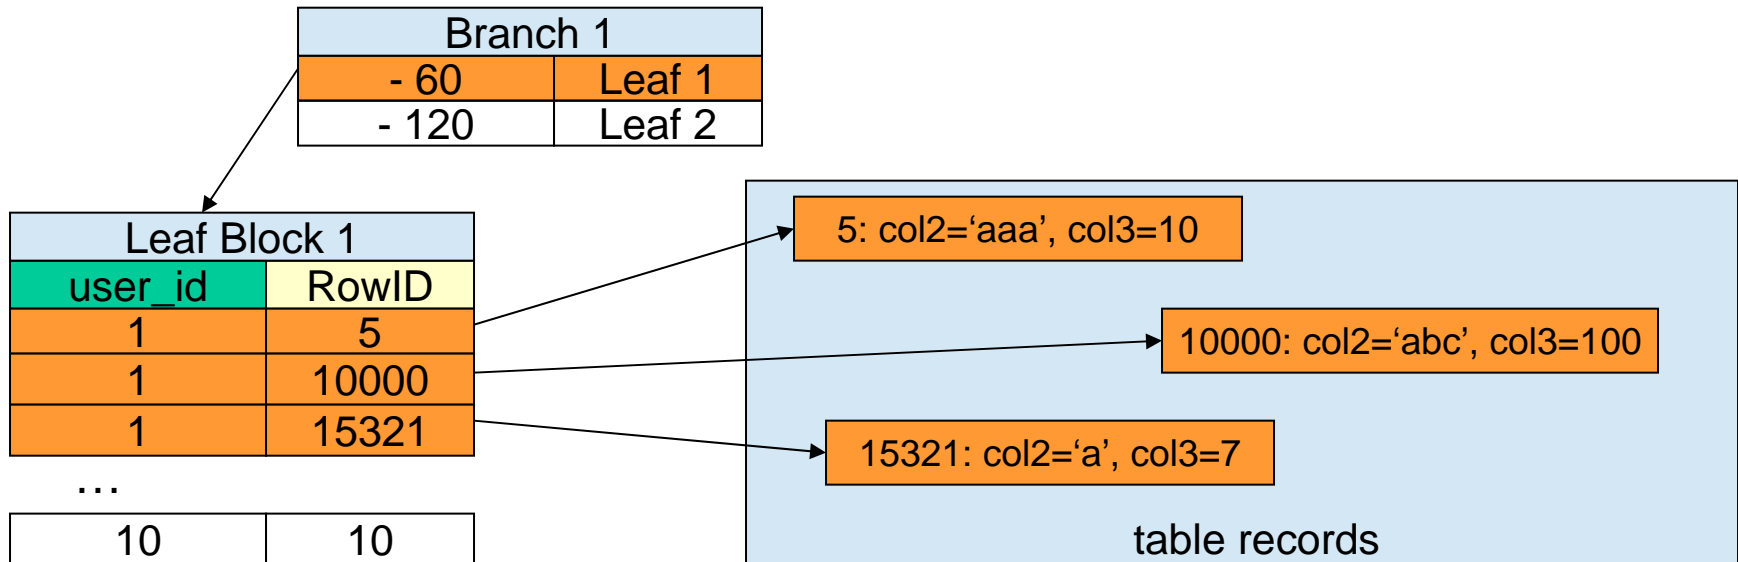 Branch 1
- 60 Leaf 1
- 120 Leaf 2
Leaf Block 1
user_id RowID
1 5
1 10000
1 15321
…
10 10
5: col2=‘aaa’, col3=10
10000: col2=‘abc’, col3=100
15321: col2=‘a’, col3=7
table records